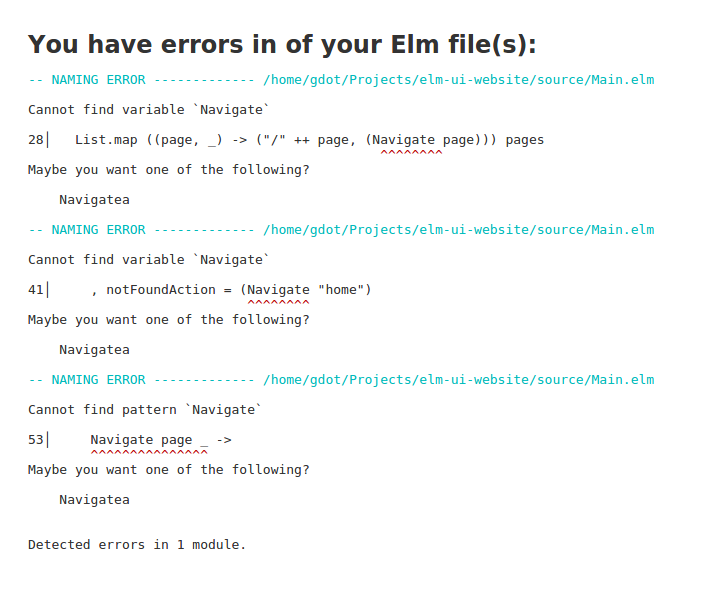 You have errors in of your Elm file(s):
-- NAMING ERROR ------------- /home/gdot/Projects/elm-ui-website/source/Main.elm
Cannot find variable `Navigate`
28│   List.map ((page, _) -> ("/" ++ page, (Navigate page))) pages
^^^^^^^^
Maybe you want one of the following?
    Navigatea
-- NAMING ERROR ------------- /home/gdot/Projects/elm-ui-website/source/Main.elm
Cannot find variable `Navigate`
41│     , notFoundAction = (Navigate "home")
^^^^^^^^
Maybe you want one of the following?
    Navigatea
-- NAMING ERROR ------------- /home/gdot/Projects/elm-ui-website/source/Main.elm
Cannot find pattern `Navigate`
53│     Navigate page _ ->
^^^^^^^^^^^^^^^
Maybe you want one of the following?
    Navigatea
Detected errors in 1 module.